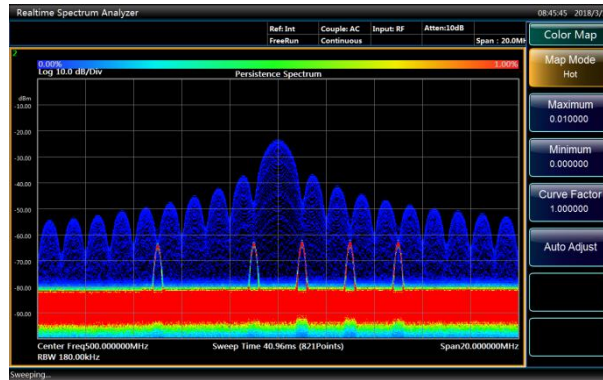 Realtime Spectrum Analyzer
08:45:45 2018/3/
Ref: Int Couple: AC Input: RF Atten:10dB
FreeRun Continuous Span : 20.0MH
Color Map
0.00% 1.00%
Log 10.0 dB/Div Persistence Spectrum
dBm
-10.00
-20.00
-30.00
-40.00
-50.00
-60.00
-70.00
-80.00
-90.00
Map Mode
Hot
Maximum
0.010000
Minimum
0.000000
Curve Factor
1.000000
Auto Adjust
Center Freq500.000000MHz Sweep Time 40.96ms (821Points) Span20.000000MHz
RBW 180.00kHz
Sweeping...